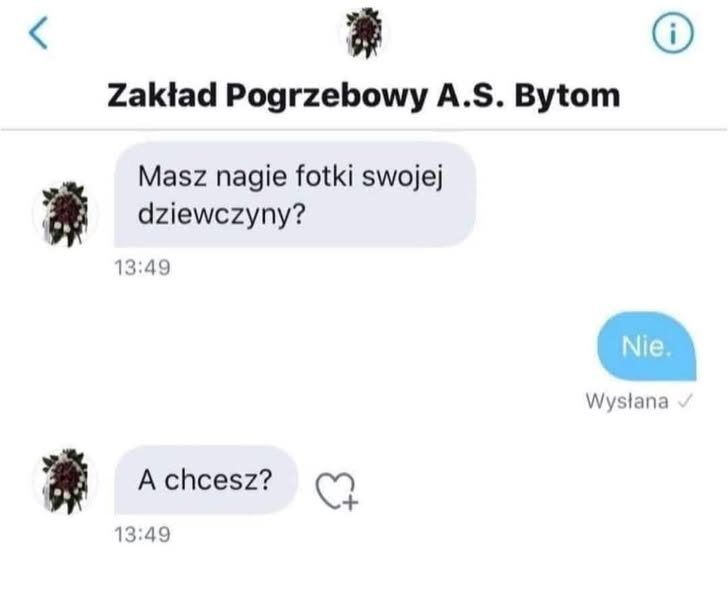 Zakład Pogrzebowy A.S. Bytom
Masz nagie fotki swojej
dziewczyny?
13:49
Nie.
Wysłana ✓
A chcesz?
13:49